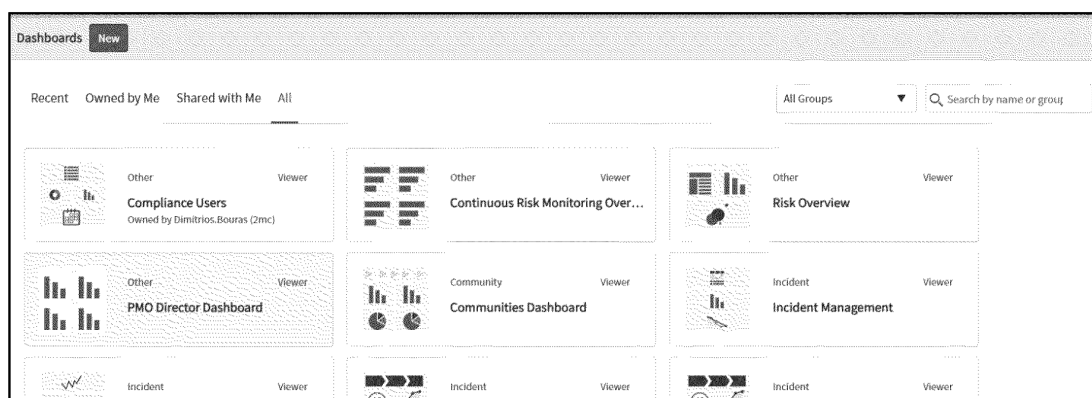 Dashboards New
Recent Owned by Me Shared with Me All
All Groups
Search by name or group
Other Viewer
Compliance Users
Owned by Dimitrios.Bouras (2mc)
Other Viewer
Continuous Risk Monitoring Over...
Other Viewer
Risk Overview
Other Viewer
PMO Director Dashboard
Community Viewer
Communities Dashboard
Incident Viewer
Incident Management
Incident Viewer
Incident Viewer
Incident Viewer